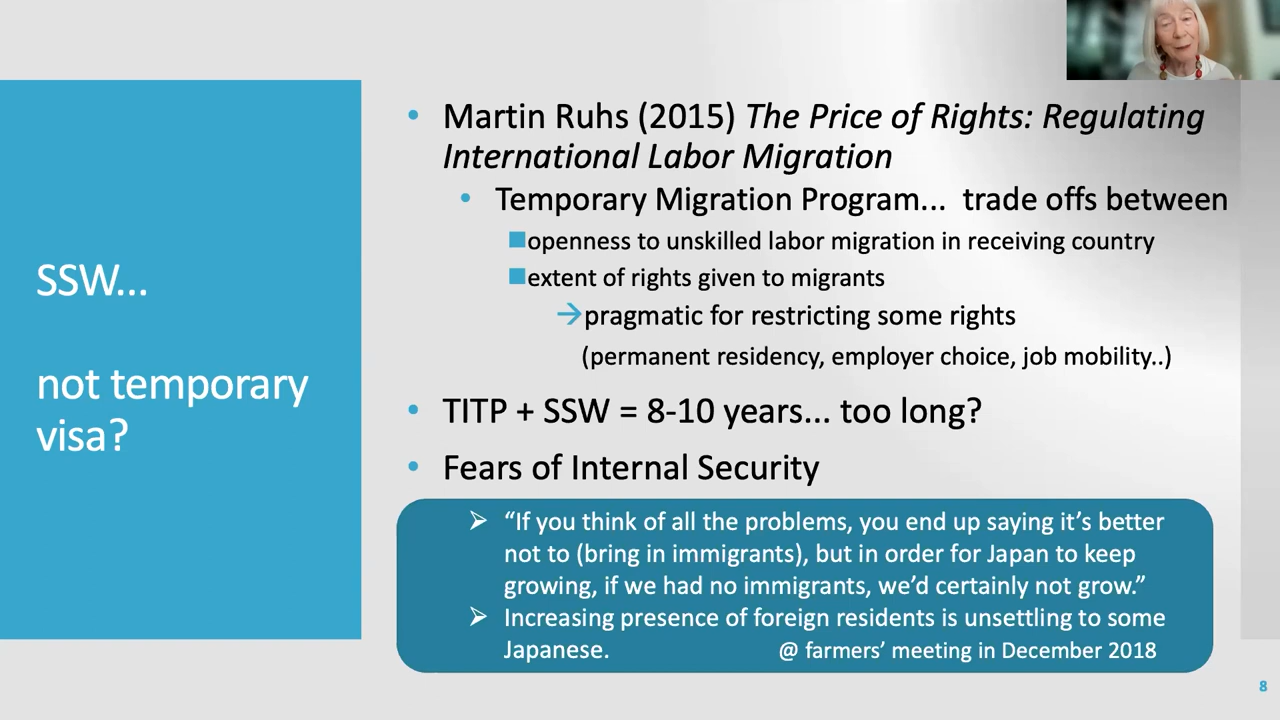 SSW...
not temporary
visa?
• Martin Ruhs (2015) The Price of Rights: Regulating
International Labor Migration
• Temporary Migration Program... trade offs between
■openness to unskilled labor migration in receiving country
■extent of rights given to migrants
→pragmatic for restricting some rights
(permanent residency, employer choice, job mobility..)
• TITP + SSW = 8-10 years... too long?
• Fears of Internal Security
➢ “If you think of all the problems, you end up saying it’s better
not to (bring in immigrants), but in order for Japan to keep
growing, if we had no immigrants, we’d certainly not grow.”
➢ Increasing presence of foreign residents is unsettling to some
Japanese. @ farmers’ meeting in December 2018
8